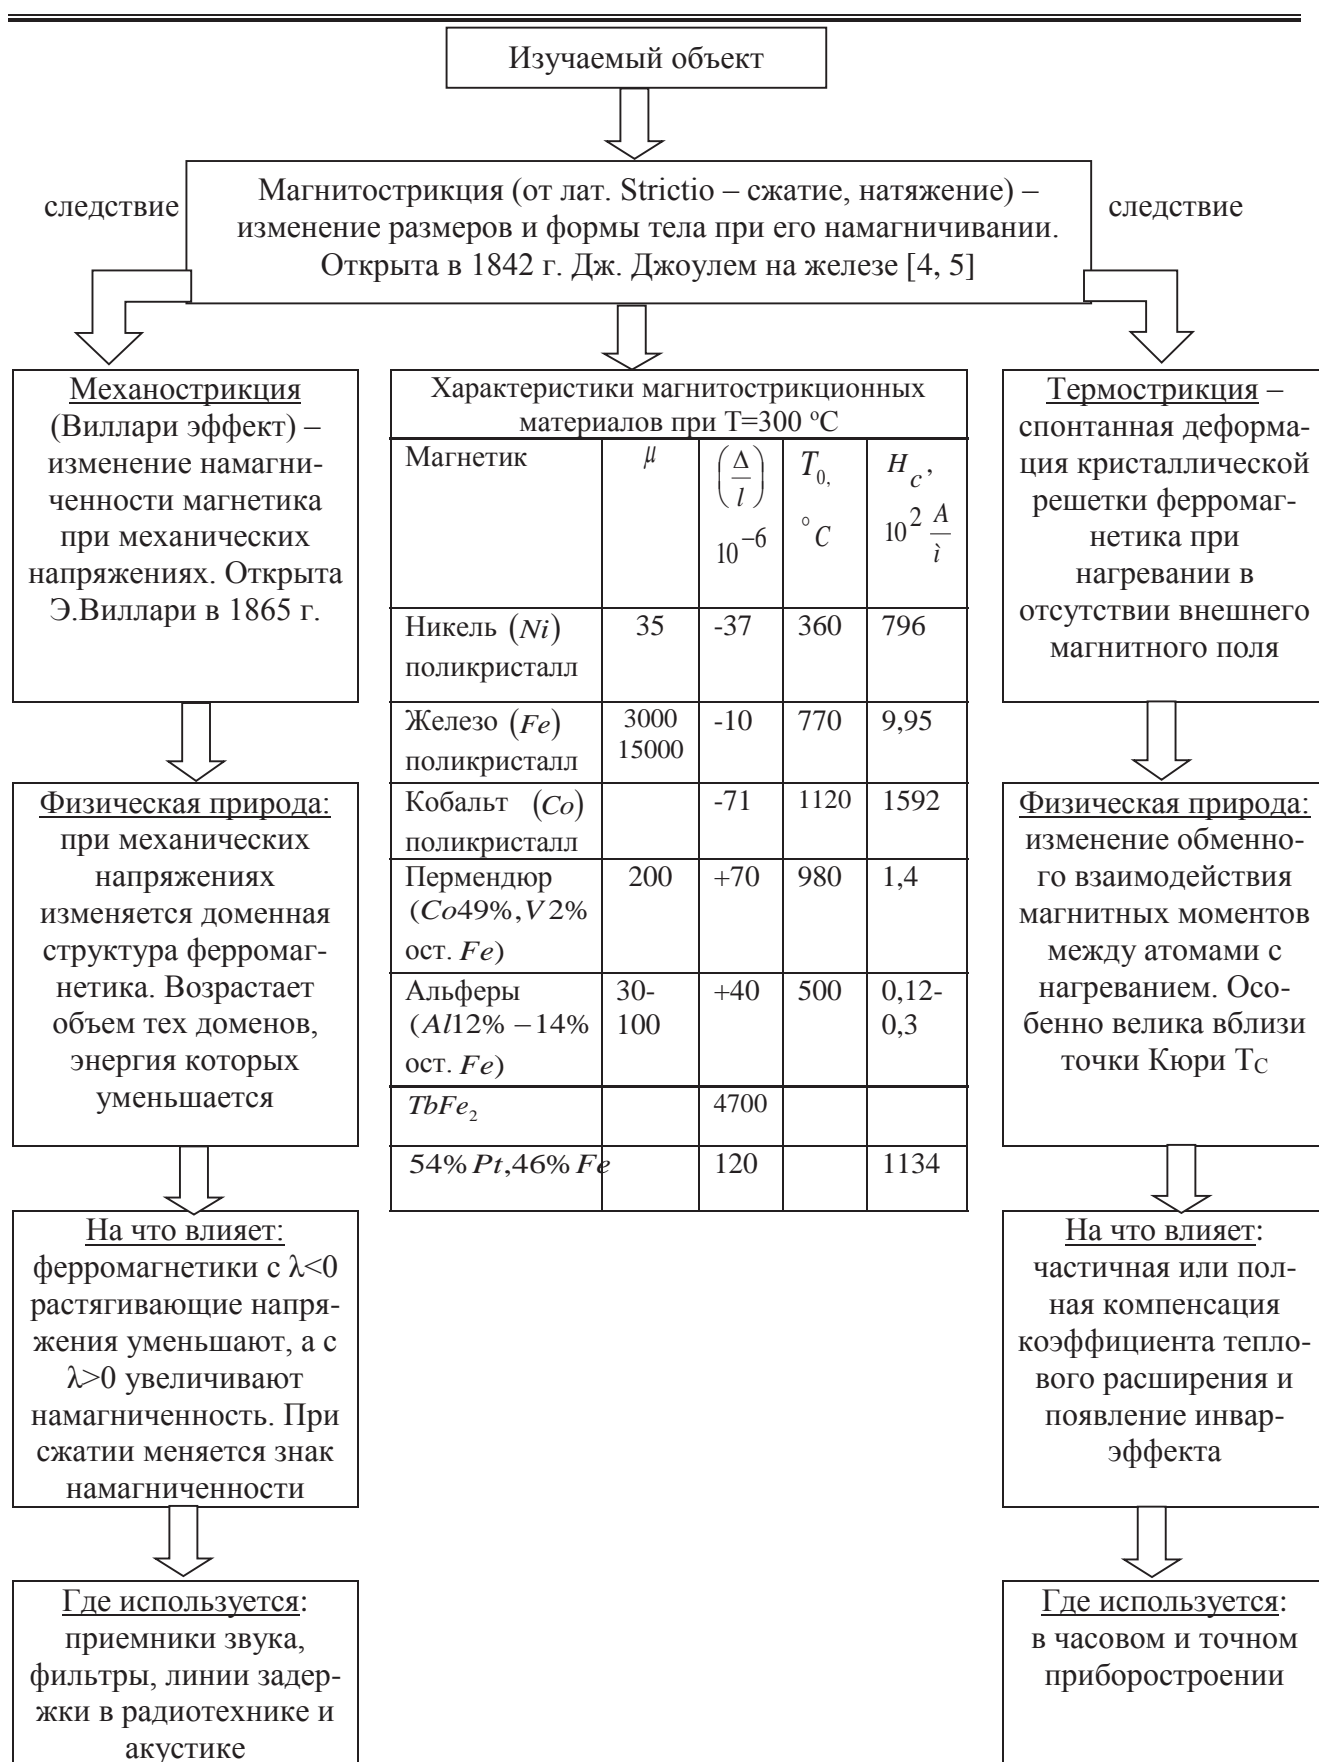 Изучаемый объект
следствие
Магнитострикция (от лат. Strictio – сжатие, натяжение) –
изменение размеров и формы тела при его намагничивании.
Открыта в 1842 г. Дж. Джоулем на железе [4, 5]
следствие
Механострикция
(Виллари эффект) –
изменение намагни-
ченности магнетика
при механических
напряжениях. Открыта
Э.Виллари в 1865 г.
Физическая природа:
при механических
напряжениях
изменяется доменная
структура ферромаг-
нетика. Возрастает
объем тех доменов,
энергия которых
уменьшается
На что влияет:
ферромагнетики с λ<0
растягивающие напря-
жения уменьшают, а с
λ>0 увеличивают
намагниченность. При
сжатии меняется знак
намагниченности
Где используется:
приемники звука,
фильтры, линии задер-
жки в радиотехнике и
акустике
Характеристики магнитострикционных
материалов при Т=300 ºС
Магнетик μ (Δ/l) 10^–6 T0, °C Hc, 10^2 A/ì
Никель (Ni) 35 -37 360 796
поликристалл
Железо (Fe) 3000 -10 770 9,95
поликристалл 15000
Кобальт (Co) -71 1120 1592
поликристалл
Пермендюр 200 +70 980 1,4
(Co49%,V2%
ост. Fe)
Альферы 30- +40 500 0,12-
(Al12% –14% 100 0,3
ост. Fe)
TbFe2 4700
54% Pt,46% Fe 120 1134
Термострикция –
спонтанная деформа-
ция кристаллической
решетки ферромаг-
нетика при
нагревании в
отсутствии внешнего
магнитного поля
Физическая природа:
изменение обменно-
го взаимодействия
магнитных моментов
между атомами с
нагреванием. Осо-
бенно велика вблизи
точки Кюри ТС
На что влияет:
частичная или пол-
ная компенсация
коэффициента тепло-
вого расширения и
появление инвар-
эффекта
Где используется:
в часовом и точном
приборостроении